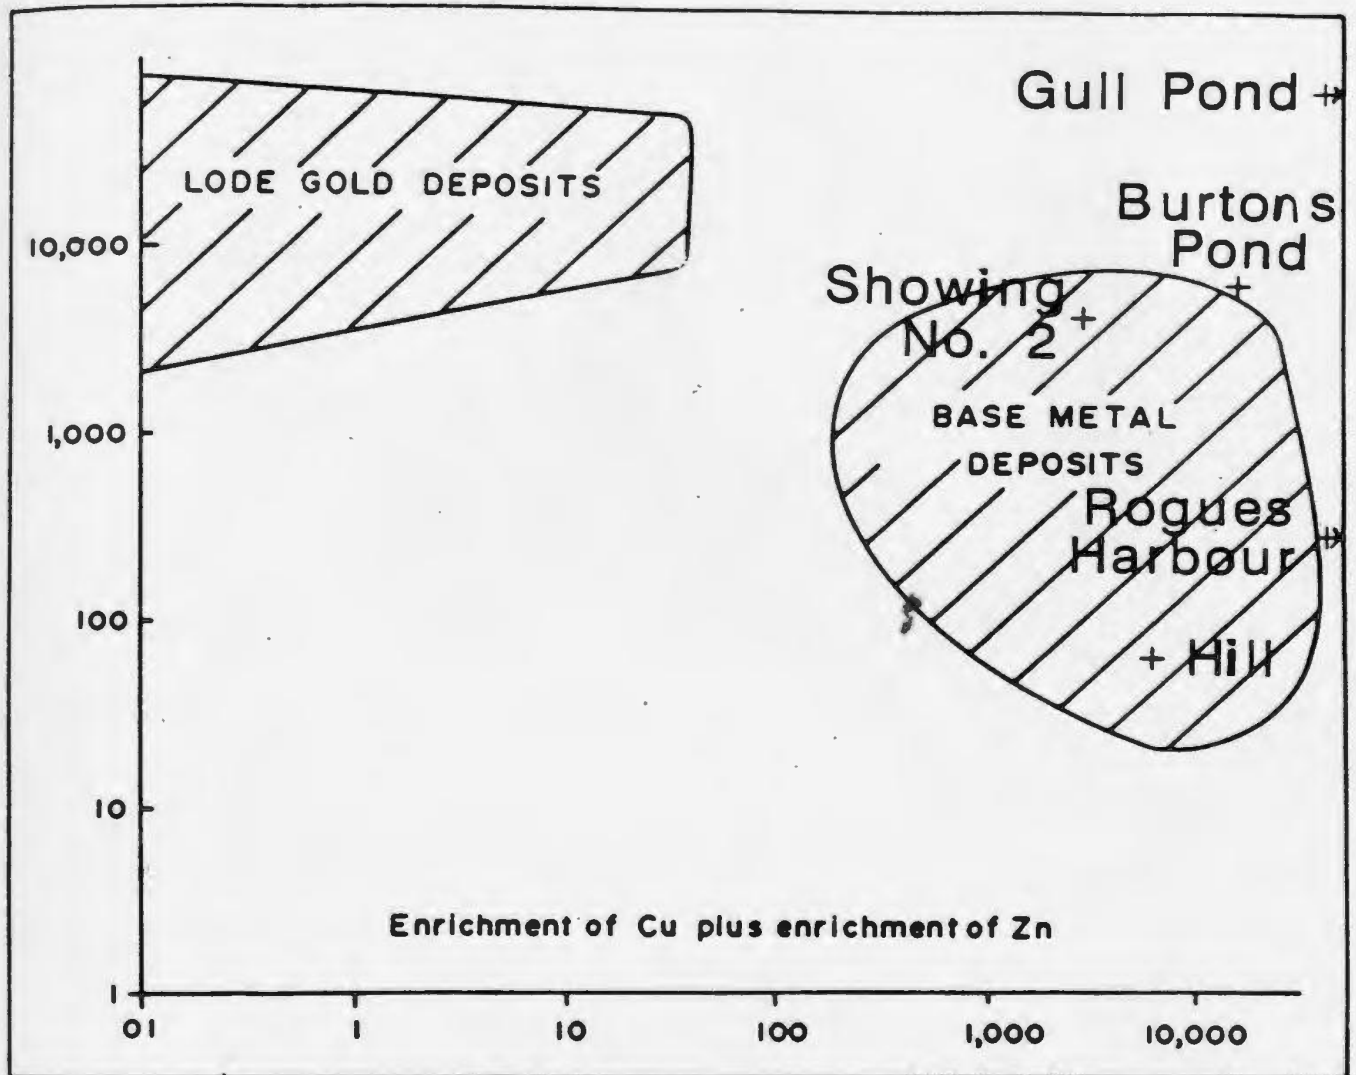 Gull Pond
LODE GOLD DEPOSITS
Burtons
Pond
10,000
Showing
No. 2
1,000
BASE METAL
DEPOSITS
Rogues
Harbour
100
Hill
10
Enrichment of Cu plus enrichment of Zn
1
01
1
10
100
1,000
10,000